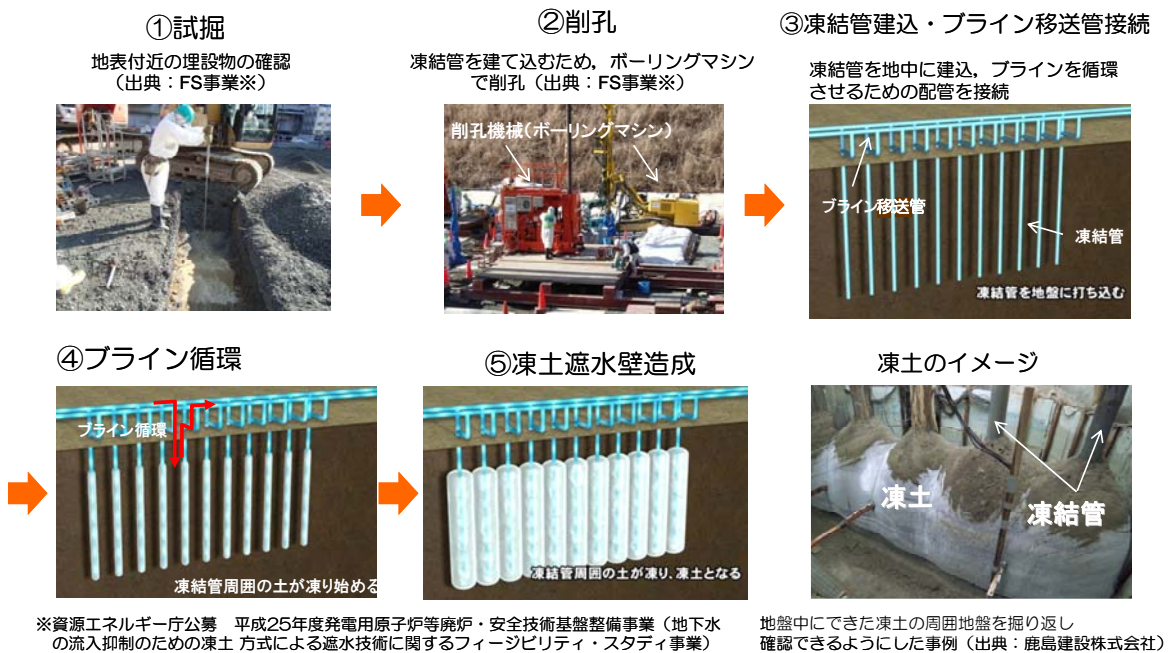 ①試掘
地表付近の埋設物の確認
（出典：FS事業※）
②削孔
凍結管を建て込むため，ボーリングマシン
で削孔（出典：FS事業※）
削孔機械（ボーリングマシン）
③凍結管建込・ブライン移送管接続
凍結管を地中に建込，ブラインを循環
させるための配管を接続
ブライン移送管
凍結管
凍結管を地盤に打ち込む
④ブライン循環
ブライン循環
凍結管周囲の土が凍り始める
⑤凍土遮水壁造成
凍結管周囲の土が凍り、凍土となる
凍土のイメージ
凍土
凍結管
※資源エネルギー庁公募　平成25年度発電用原子炉等廃炉・安全技術基盤整備事業（地下水
の流入抑制のための凍土 方式による遮水技術に関するフィージビリティ・スタディ事業）
地盤中にできた凍土の周囲地盤を掘り返し
確認できるようにした事例（出典：鹿島建設株式会社）